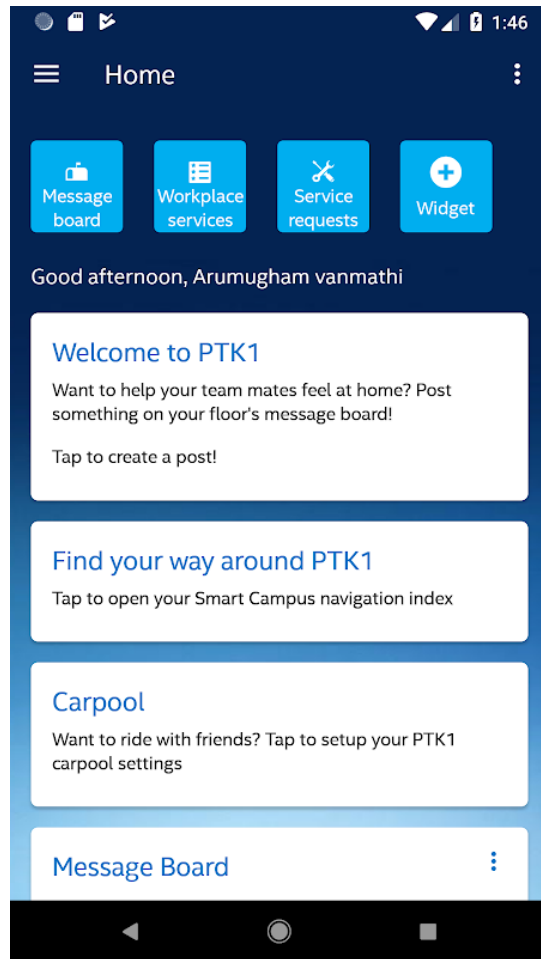 1:46
Home
Message
board
Workplace
services
Service
requests
Widget
Good afternoon, Arumugham vanmathi
Welcome to PTK1
Want to help your team mates feel at home? Post
something on your floor's message board!
Tap to create a post!
Find your way around PTK1
Tap to open your Smart Campus navigation index
Carpool
Want to ride with friends? Tap to setup your PTK1
carpool settings
Message Board